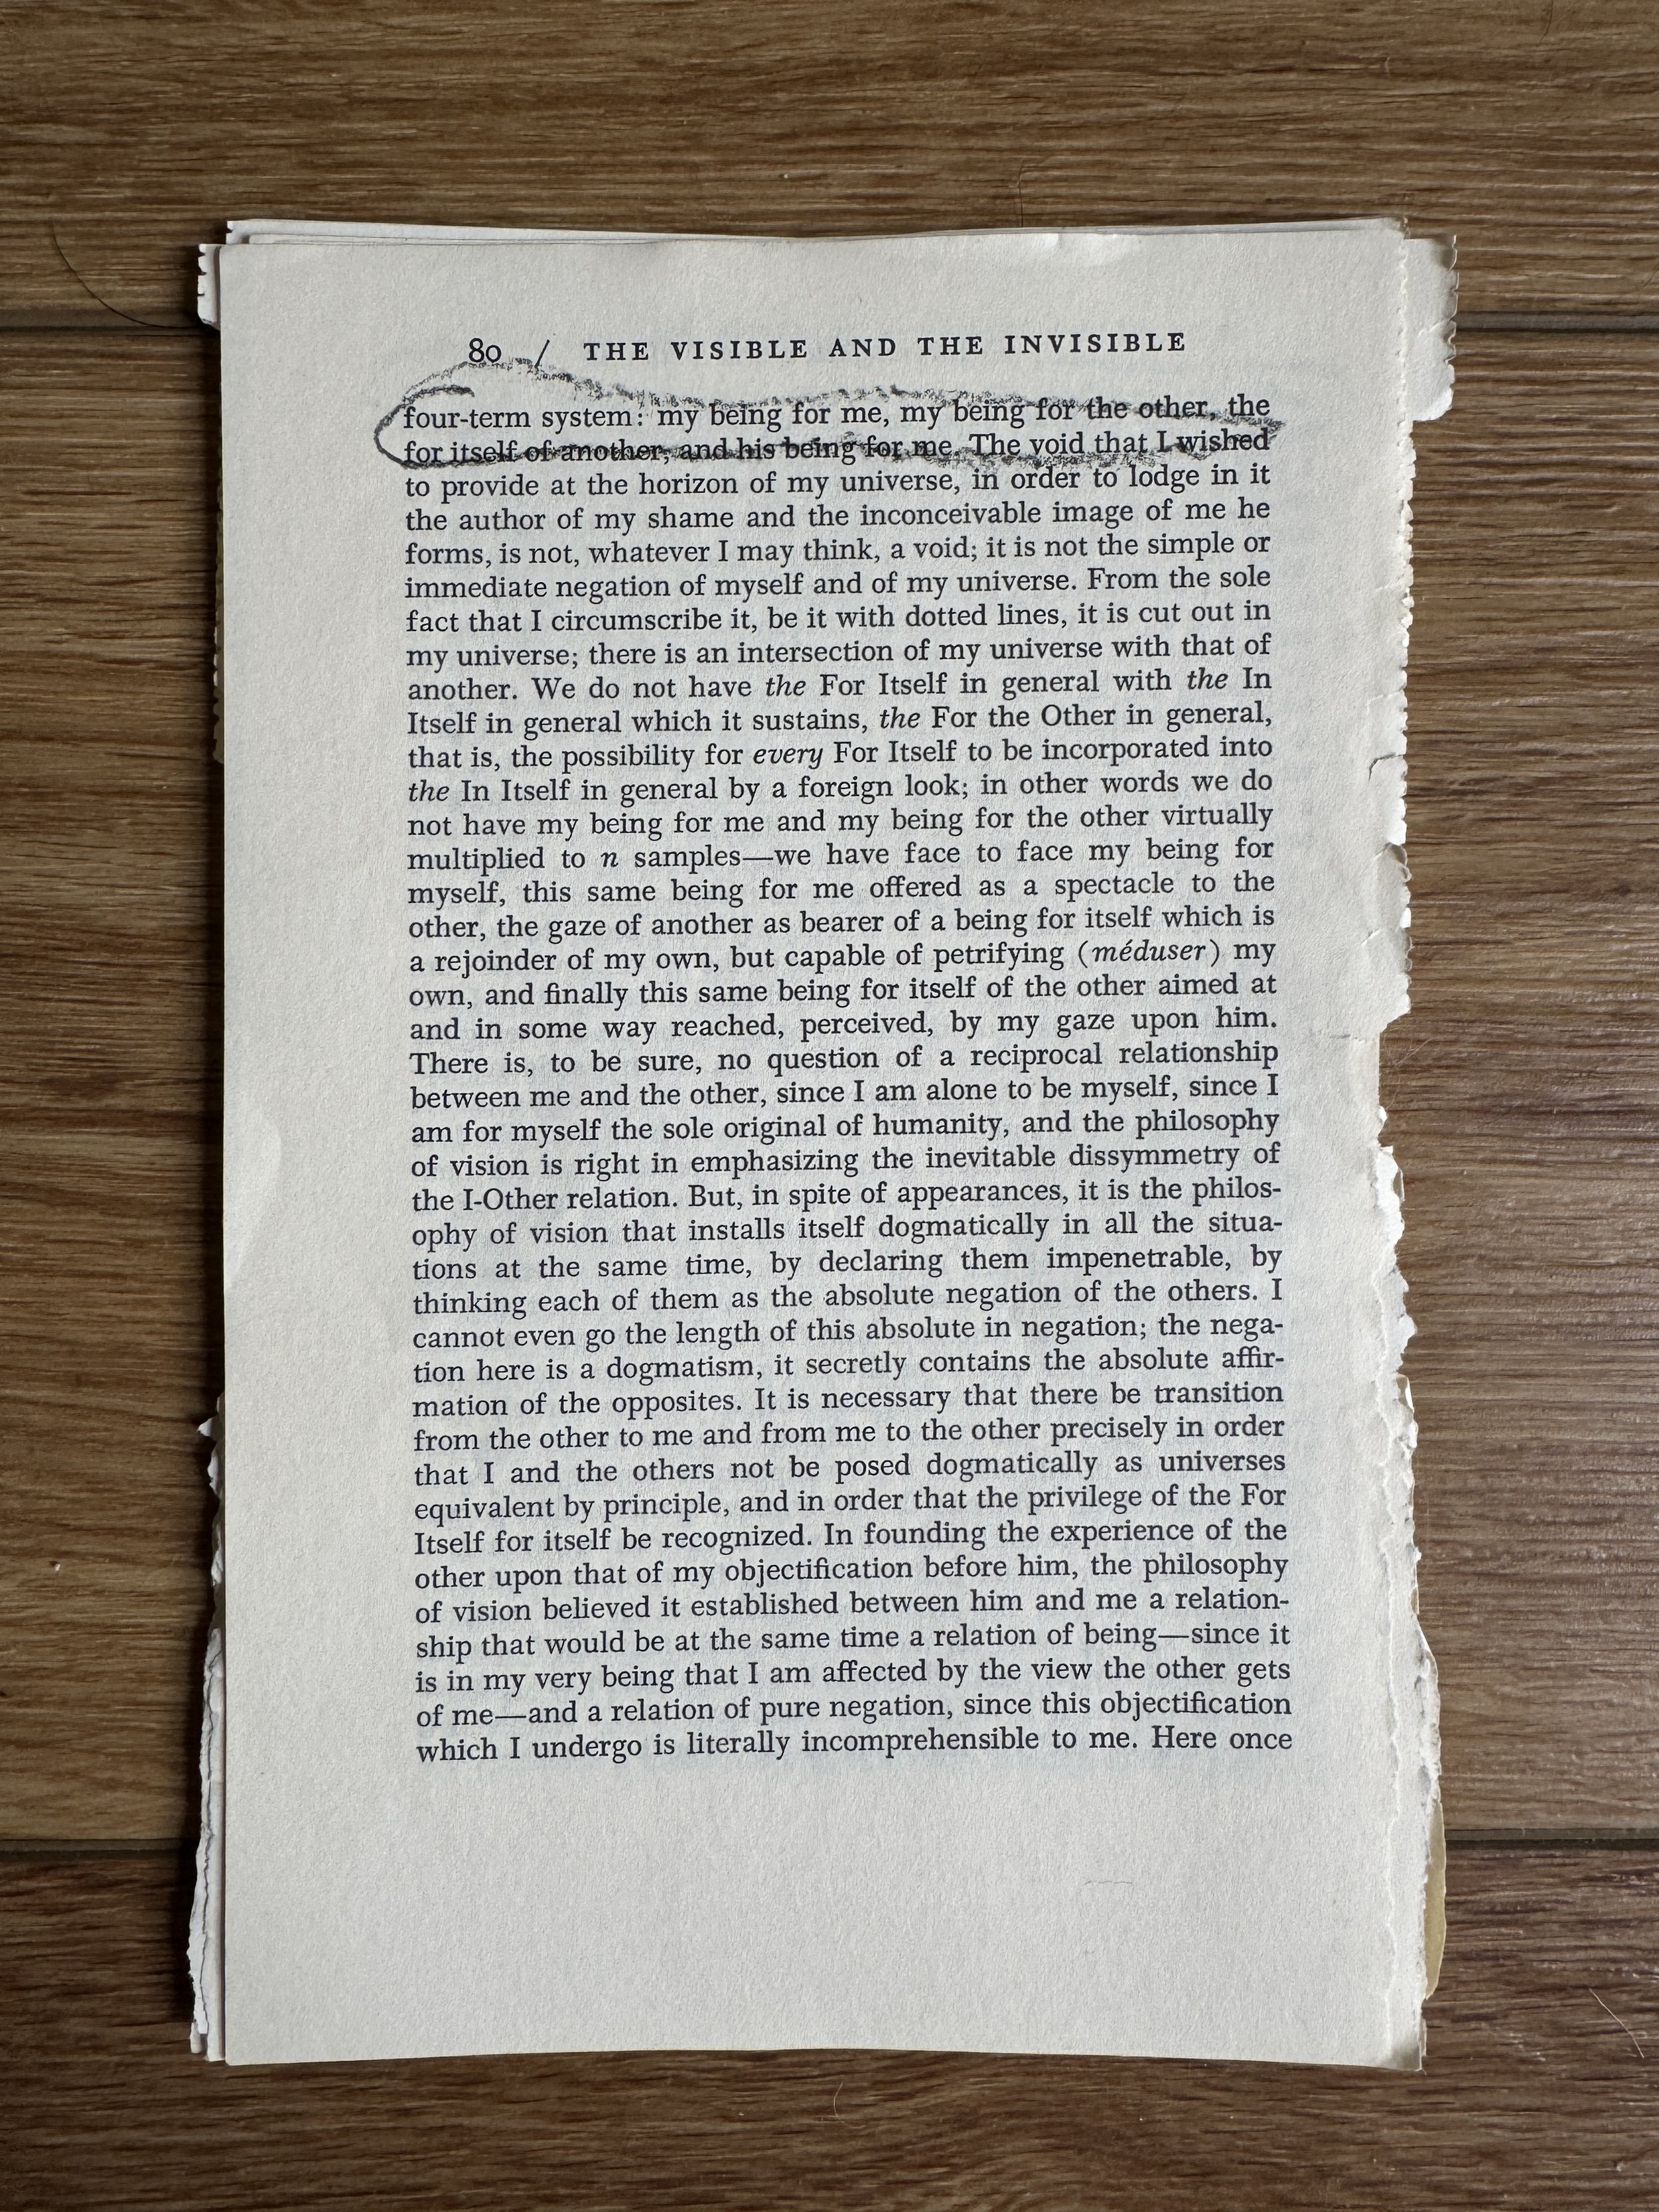 80 / THE VISIBLE AND THE INVISIBLE
four-term system: my being for me, my being for the other, the
for itself of another, and his being for me. The void that I wished
to provide at the horizon of my universe, in order to lodge in it
the author of my shame and the inconceivable image of me he
forms, is not, whatever I may think, a void; it is not the simple or
immediate negation of myself and of my universe. From the sole
fact that I circumscribe it, be it with dotted lines, it is cut out in
my universe; there is an intersection of my universe with that of
another. We do not have the For Itself in general with the In
Itself in general which it sustains, the For the Other in general,
that is, the possibility for every For Itself to be incorporated into
the In Itself in general by a foreign look; in other words we do
not have my being for me and my being for the other virtually
multiplied to n samples—we have face to face my being for
myself, this same being for me offered as a spectacle to the
other, the gaze of another as bearer of a being for itself which is
a rejoinder of my own, but capable of petrifying (méduser) my
own, and finally this same being for itself of the other aimed at
and in some way reached, perceived, by my gaze upon him.
There is, to be sure, no question of a reciprocal relationship
between me and the other, since I am alone to be myself, since I
am for myself the sole original of humanity, and the philosophy
of vision is right in emphasizing the inevitable dissymmetry of
the I-Other relation. But, in spite of appearances, it is the philos-
ophy of vision that installs itself dogmatically in all the situa-
tions at the same time, by declaring them impenetrable, by
thinking each of them as the absolute negation of the others. I
cannot even go the length of this absolute in negation; the nega-
tion here is a dogmatism, it secretly contains the absolute affir-
mation of the opposites. It is necessary that there be transition
from the other to me and from me to the other precisely in order
that I and the others not be posed dogmatically as universes
equivalent by principle, and in order that the privilege of the For
Itself for itself be recognized. In founding the experience of the
other upon that of my objectification before him, the philosophy
of vision believed it established between him and me a relation-
ship that would be at the same time a relation of being—since it
is in my very being that I am affected by the view the other gets
of me—and a relation of pure negation, since this objectification
which I undergo is literally incomprehensible to me. Here once